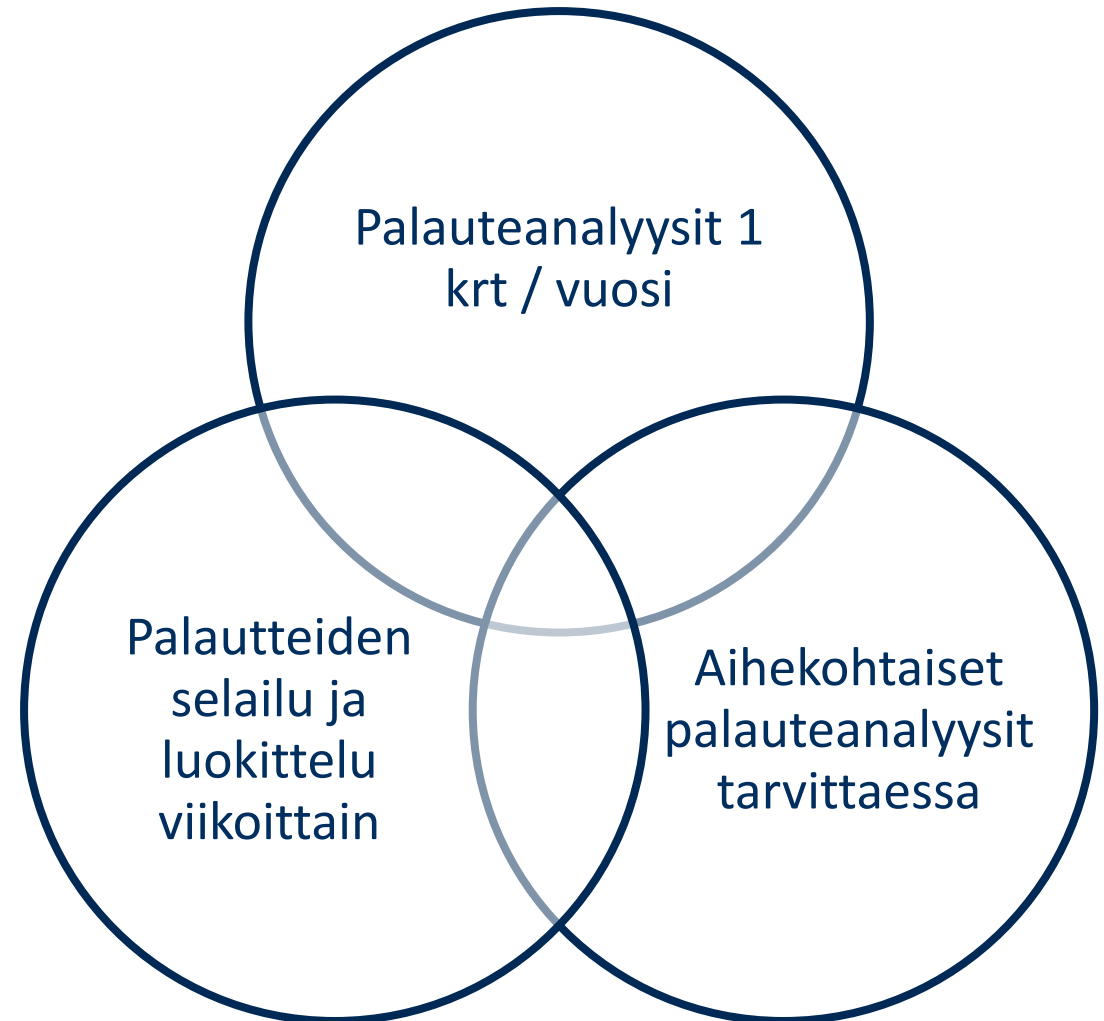 Palauteanalyysit 1
krt / vuosi
Palautteiden
selailu ja
luokittelu
viikoittain
Aihekohtaiset
palauteanalyysit
tarvittaessa